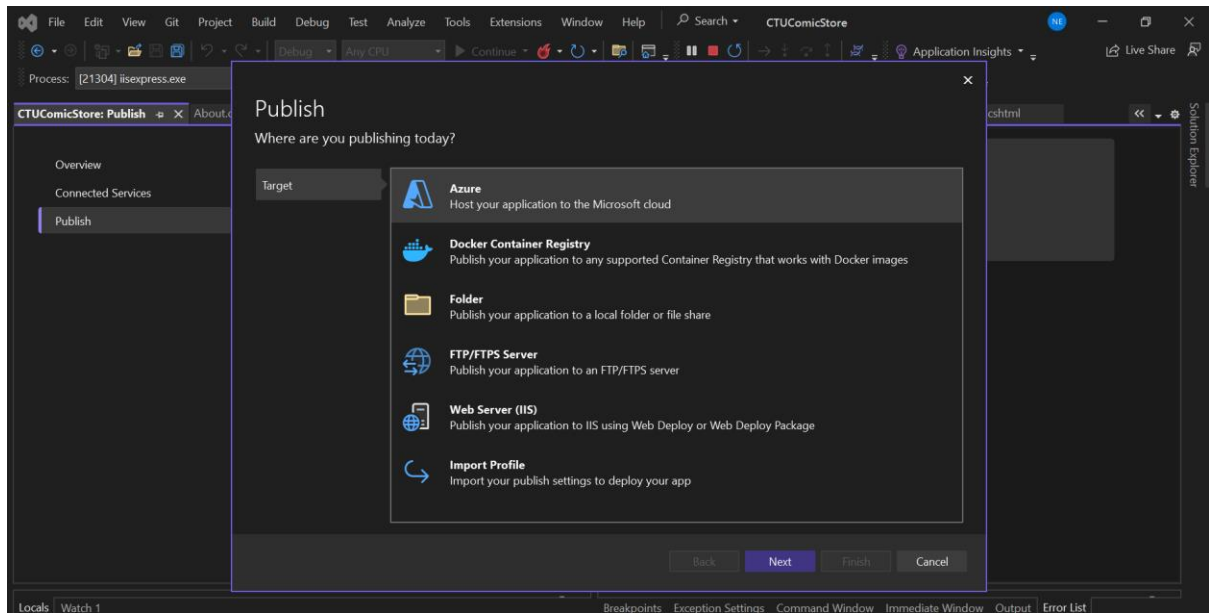 File Edit View Git Project Build Debug Test Analyze Tools Extensions Window Help Search CTUComicStore NE
Debug Any CPU Continue Application Insights Live Share
Process: [21304] iisexpress.exe
CTUComicStore: Publish About.c cshtml
Solution Explorer
Overview
Connected Services
Publish
Publish
Where are you publishing today?
Target
Azure
Host your application to the Microsoft cloud
Docker Container Registry
Publish your application to any supported Container Registry that works with Docker images
Folder
Publish your application to a local folder or file share
FTP/FTPS Server
Publish your application to an FTP/FTPS server
Web Server (IIS)
Publish your application to IIS using Web Deploy or Web Deploy Package
Import Profile
Import your publish settings to deploy your app
Back Next Finish Cancel
Locals Watch 1 Breakpoints Exception Settings Command Window Immediate Window Output Error List